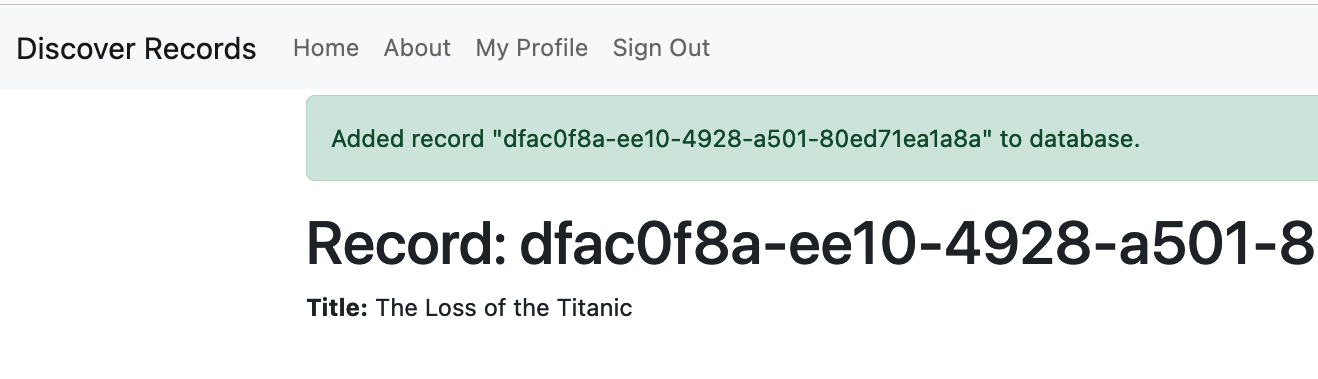 Discover Records Home About My Profile Sign Out
Added record "dfac0f8a-ee10-4928-a501-80ed71ea1a8a" to database.
Record: dfac0f8a-ee10-4928-a501-8
Title: The Loss of the Titanic